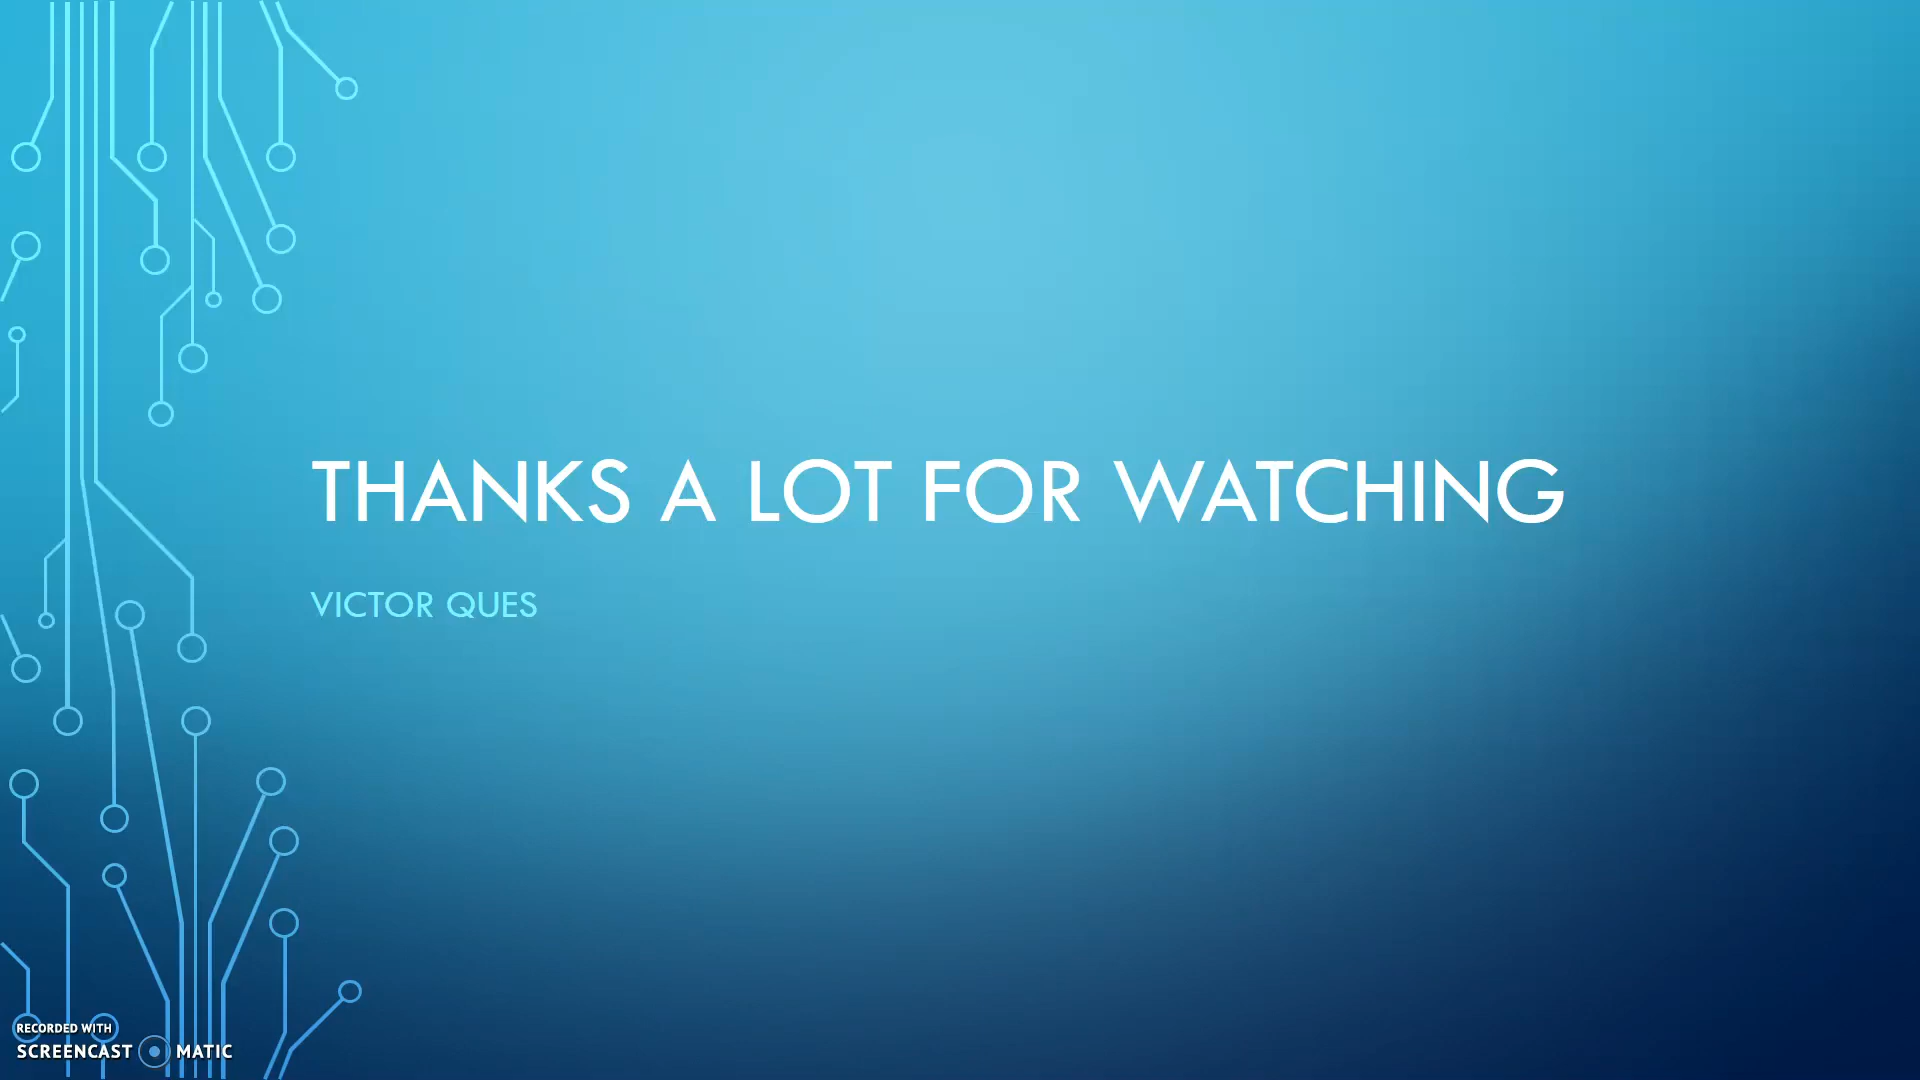 THANKS A LOT FOR WATCHING
VICTOR QUES
RECORDED WITH
SCREENCAST MATIC